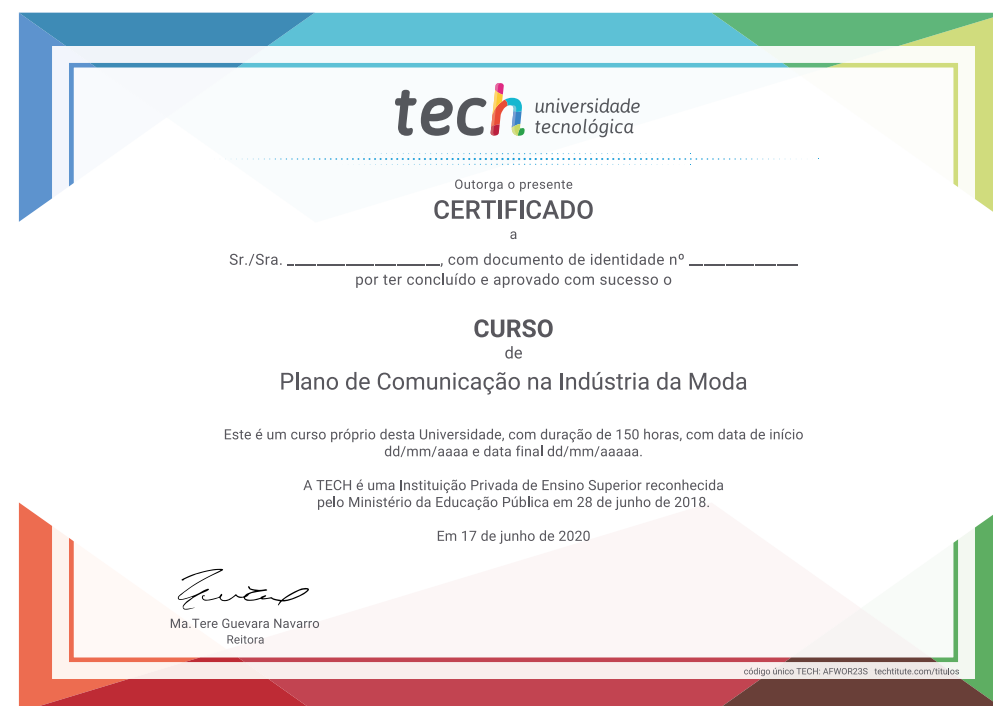 tech universidade
tecnológica
Outorga o presente
CERTIFICADO
a
Sr./Sra. ____________________, com documento de identidade nº ______________
por ter concluído e aprovado com sucesso o
CURSO
de
Plano de Comunicação na Indústria da Moda
Este é um curso próprio desta Universidade, com duração de 150 horas, com data de início
dd/mm/aaaa e data final dd/mm/aaaaa.
A TECH é uma Instituição Privada de Ensino Superior reconhecida
pelo Ministério da Educação Pública em 28 de junho de 2018.
Em 17 de junho de 2020
Ma.Tere Guevara Navarro
Reitora
código único TECH: AFWOR23S techtitute.com/titulos